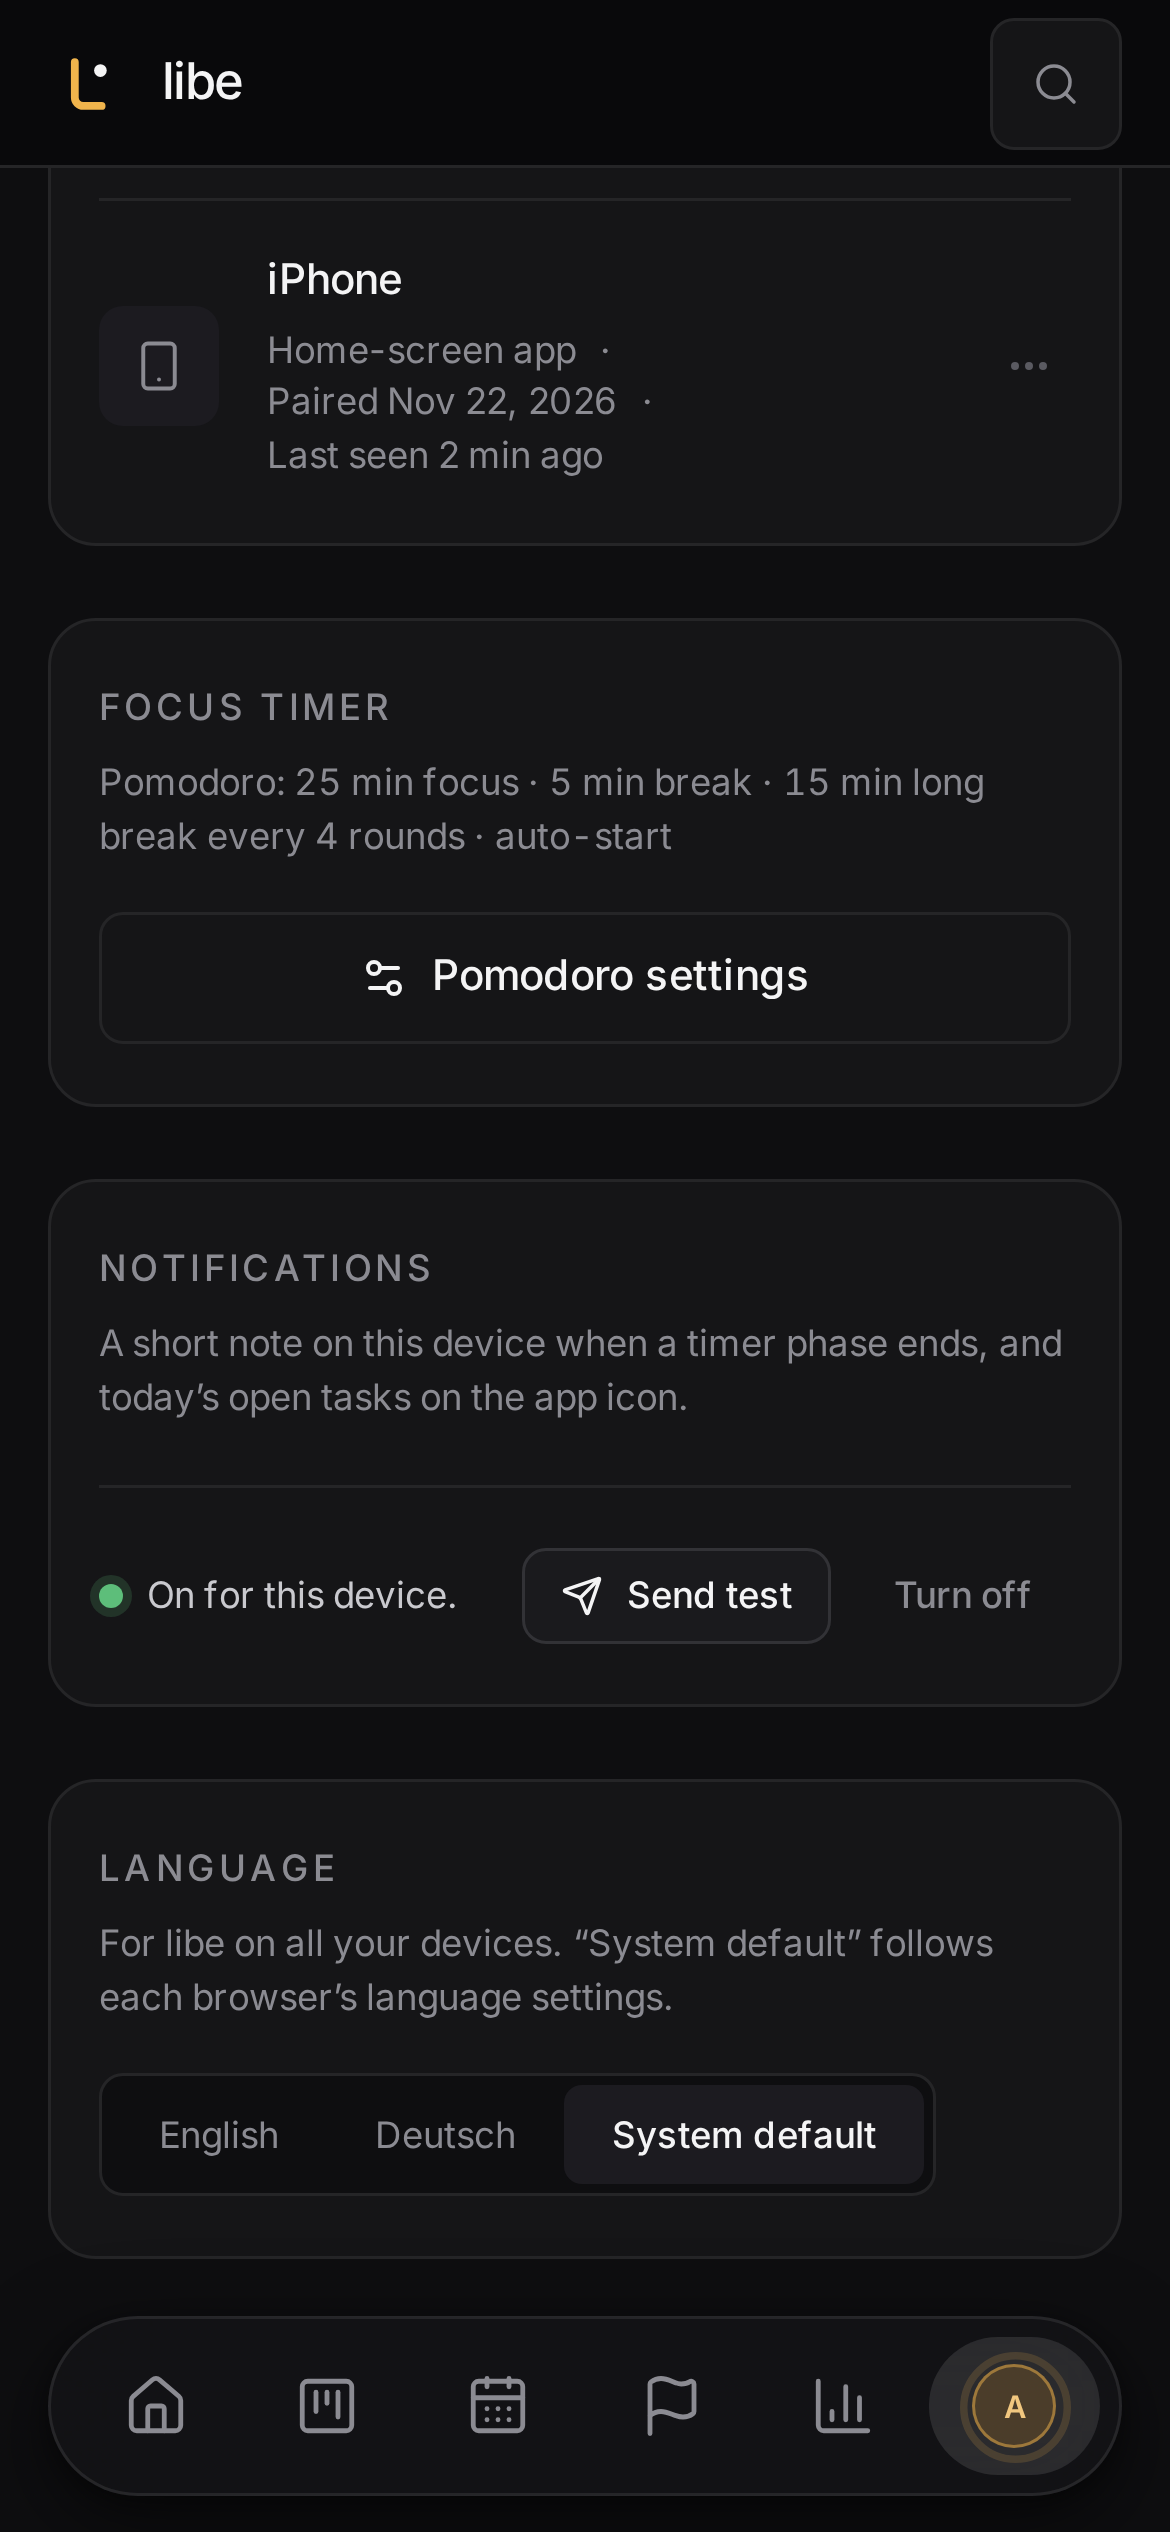 libe
iPhone
Home-screen app ·
Paired Nov 22, 2026 ·
Last seen 2 min ago
FOCUS TIMER
Pomodoro: 25 min focus · 5 min break · 15 min long
break every 4 rounds · auto-start
Pomodoro settings
NOTIFICATIONS
A short note on this device when a timer phase ends, and
today’s open tasks on the app icon.
On for this device.
Send test
Turn off
LANGUAGE
For libe on all your devices. “System default” follows
each browser’s language settings.
English
Deutsch
System default
A